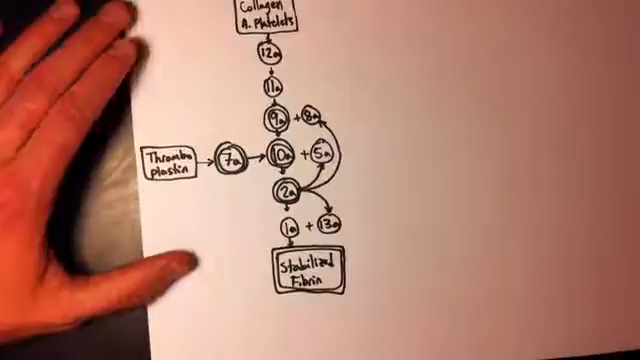 Collagen
A. Platelets
12a
11a
9a + 8a
Thrombo
plastin
7a
10a + 5a
2a
1a + 13a
Stabilized
Fibrin